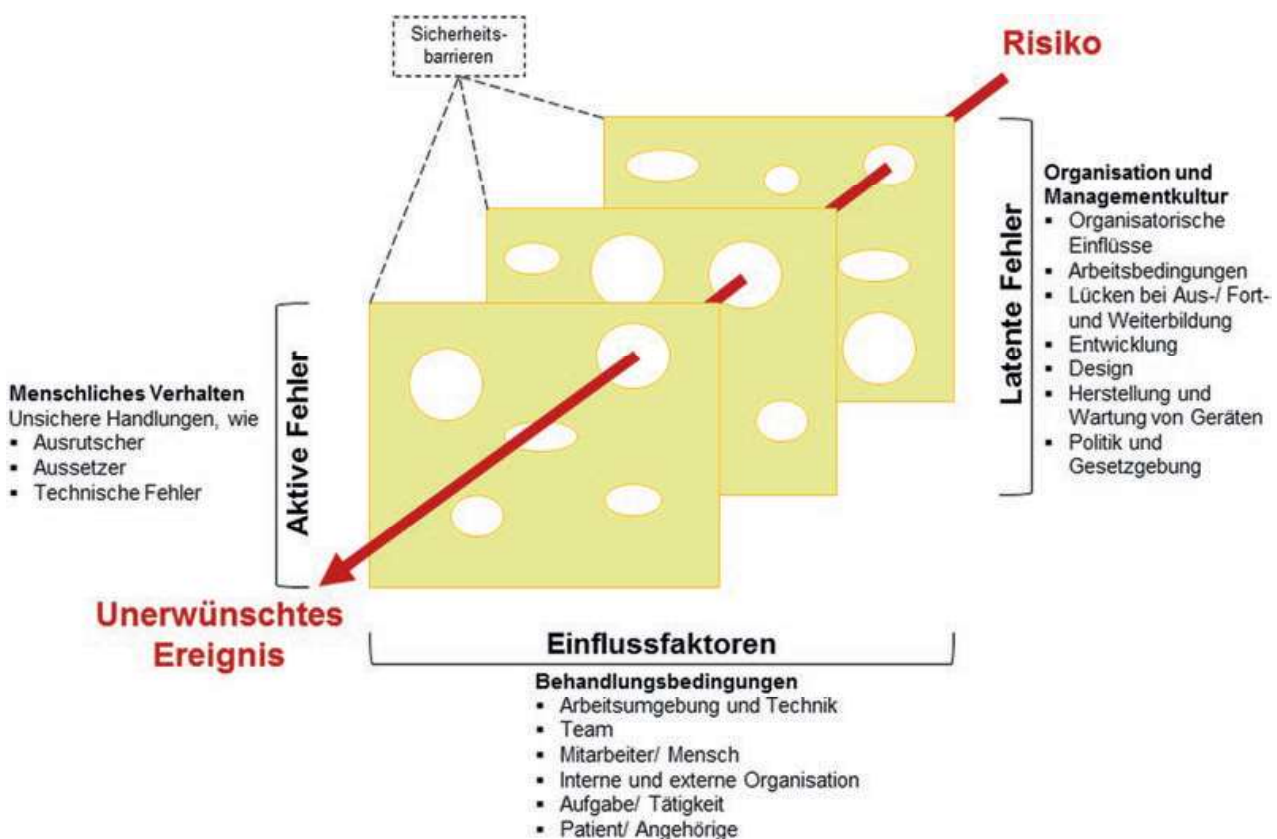 Sicherheits-
barrieren
Risiko
Latente Fehler
Organisation und
Managementkultur
▪ Organisatorische
Einflüsse
▪ Arbeitsbedingungen
▪ Lücken bei Aus-/ Fort-
und Weiterbildung
▪ Entwicklung
▪ Design
▪ Herstellung und
Wartung von Geräten
▪ Politik und
Gesetzgebung
Menschliches Verhalten
Unsichere Handlungen, wie
▪ Ausrutscher
▪ Aussetzer
▪ Technische Fehler
Aktive Fehler
Unerwünschtes
Ereignis
Einflussfaktoren
Behandlungsbedingungen
▪ Arbeitsumgebung und Technik
▪ Team
▪ Mitarbeiter/ Mensch
▪ Interne und externe Organisation
▪ Aufgabe/ Tätigkeit
▪ Patient/ Angehörige